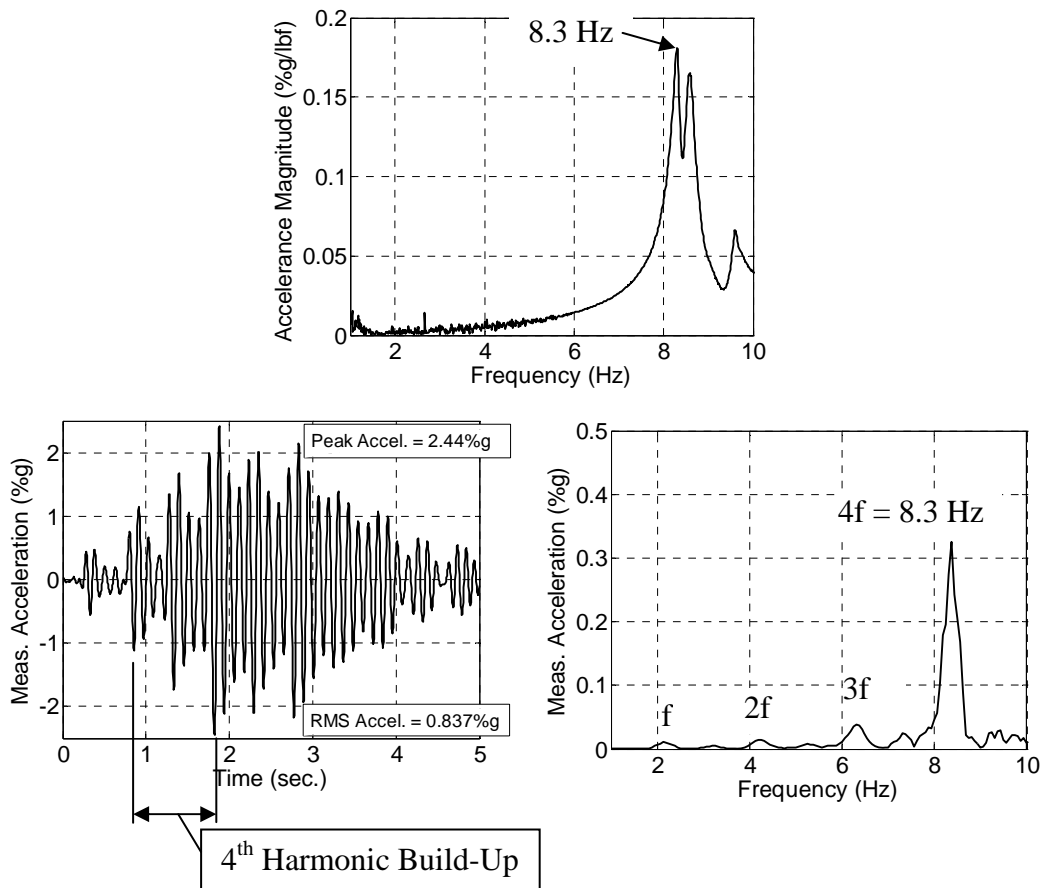 0.2
8.3 Hz
0.15
0.1
0.05
0
2 4 6 8 10
Accelerance Magnitude (%g/lbf)
Frequency (Hz)
2
1
0
-1
-2
0 1 2 3 4 5
Meas. Acceleration (%g)
Peak Accel. = 2.44%g
RMS Accel. = 0.837%g
Time (sec.)
4th Harmonic Build-Up
0.5
0.4
0.3
0.2
0.1
0
2 4 6 8 10
Meas. Acceleration (%g)
4f = 8.3 Hz
f
2f
3f
Frequency (Hz)